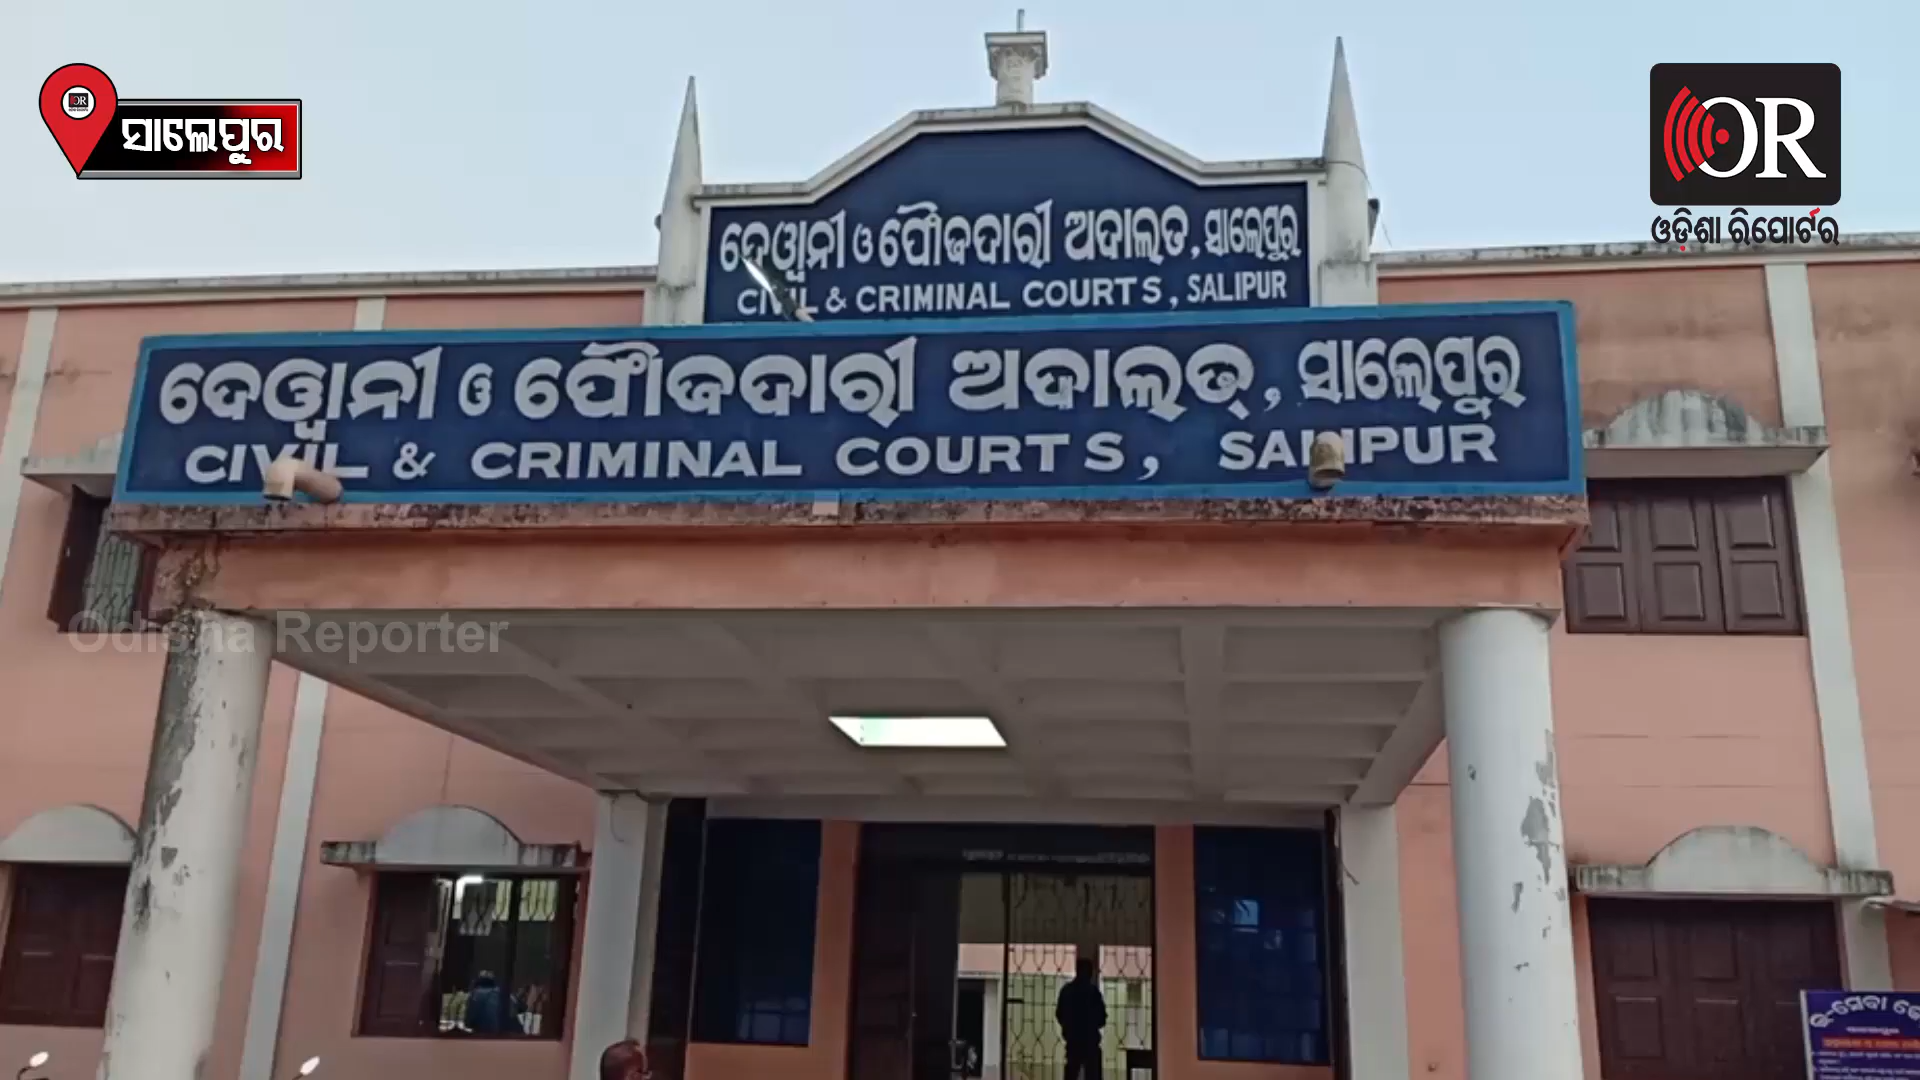 ସାଲେପୁର
OR
ଓଡ଼ିଶା ରିପୋର୍ଟର
ଦେୱାନୀ ଓ ଫୌଜଦାରୀ ଅଦାଲତ, ସାଲେପୁର
CIVIL & CRIMINAL COURTS, SALIPUR
ଦେୱାନୀ ଓ ଫୌଜଦାରୀ ଅଦାଲତ୍, ସାଲେପୁର
CIVIL & CRIMINAL COURTS, SALIPUR
Odisha Reporter
ଇ-ସେବା